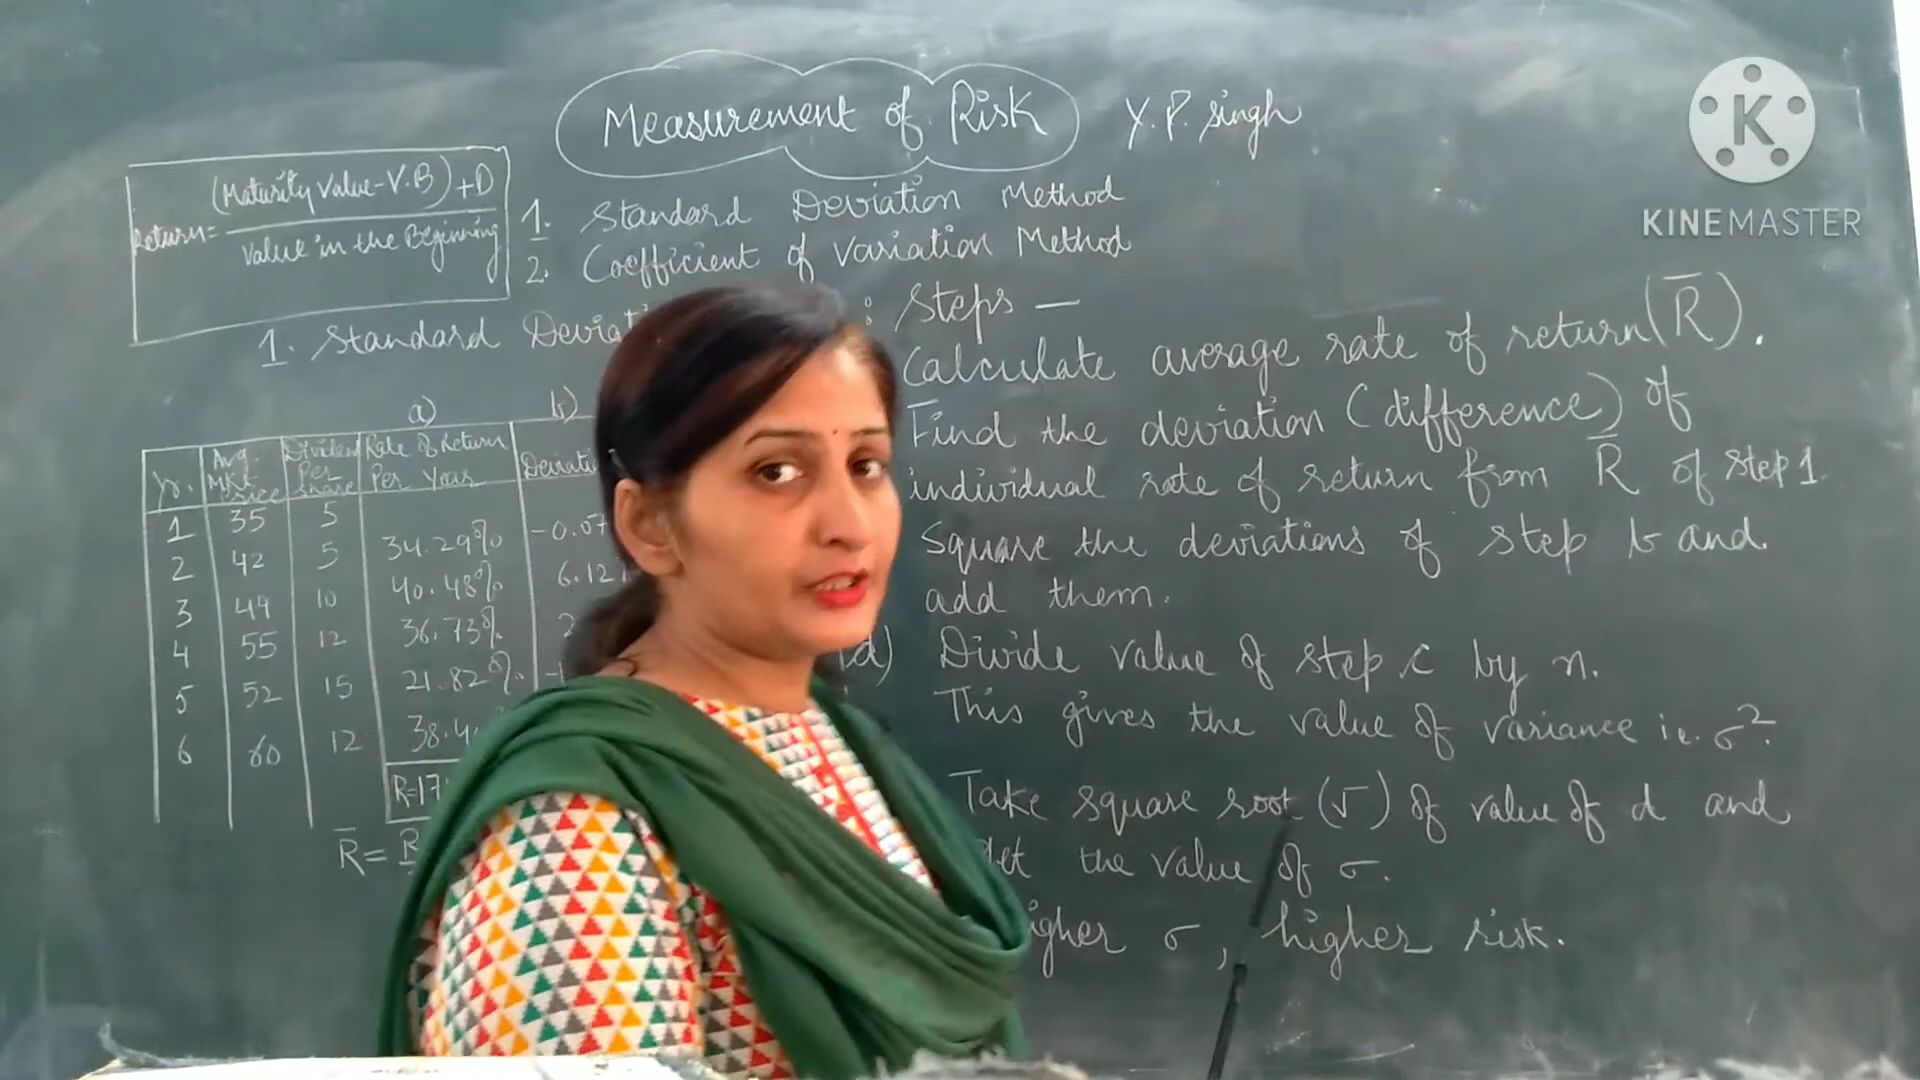 Measurement of Risk
Y.P. Singh
K
KINEMASTER
Return = (Maturity Value - V.B) + D
Value in the Beginning
1. Standard Deviation Method
2. Coefficient of Variation Method
1. Standard
: Steps —
Calculate average rate of return (R̅).
Find the deviation (difference) of
individual rate of return from R̅ of step 1.
Square the deviations of step b and
add them.
(d) Divide value of step c by n.
This gives the value of variance i.e. σ².
Take square root (√) of value of d and
get the value of σ.
higher σ, higher risk.
a) b)
Yr. Avg. Mkt. Price Dividend Per Share Rate of Return Per Year
1 35 5
2 42 5 34.29% -0.07
3 49 10 40.48% 6.12
4 55 12 36.73% 2
5 52 15 21.82%
6 60 12 38.4
R=17
R̅ =